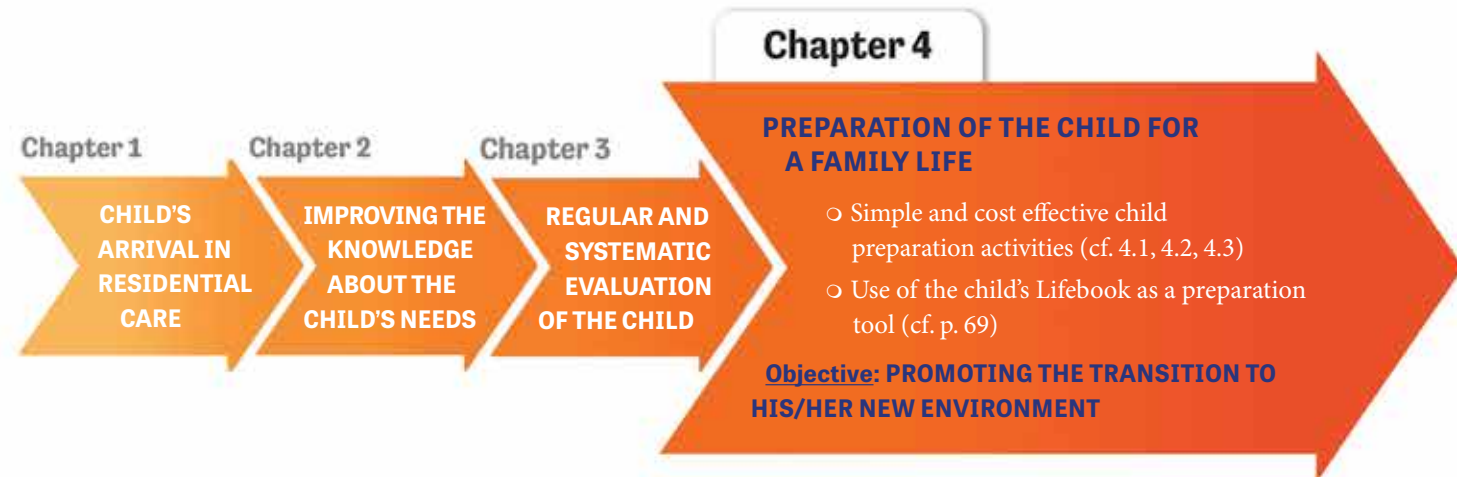 Chapter 4
Chapter 1
Chapter 2
Chapter 3
CHILD'S
ARRIVAL IN
RESIDENTIAL
CARE
IMPROVING THE
KNOWLEDGE
ABOUT THE
CHILD'S NEEDS
REGULAR AND
SYSTEMATIC
EVALUATION
OF THE CHILD
PREPARATION OF THE CHILD FOR
A FAMILY LIFE
○ Simple and cost effective child
preparation activities (cf. 4.1, 4.2, 4.3)
○ Use of the child's Lifebook as a preparation
tool (cf. p. 69)
Objective: PROMOTING THE TRANSITION TO
HIS/HER NEW ENVIRONMENT